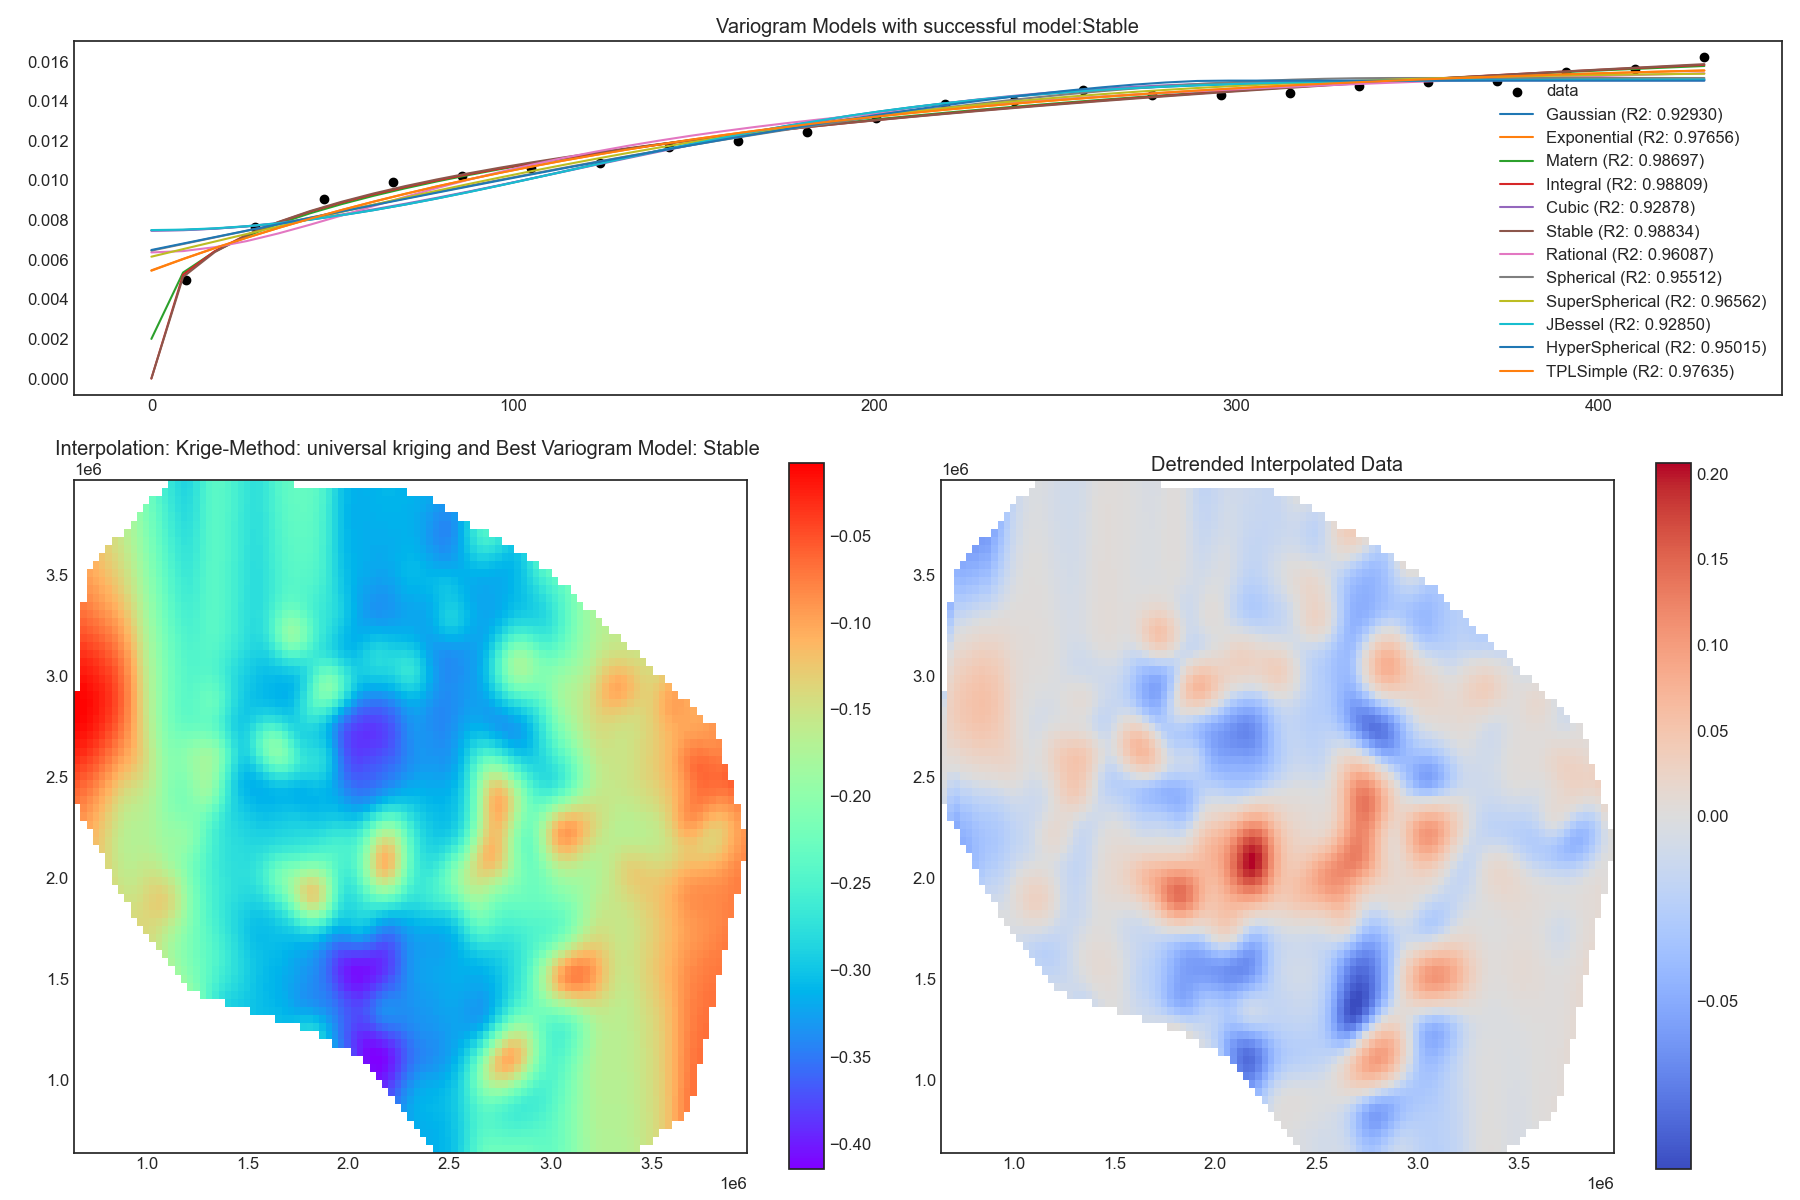 Variogram Models with successful model:Stable
0.016
0.014
0.012
0.010
0.008
0.006
0.004
0.002
0.000
0
100
200
300
400
data
Gaussian (R2: 0.92930)
Exponential (R2: 0.97656)
Matern (R2: 0.98697)
Integral (R2: 0.98809)
Cubic (R2: 0.92878)
Stable (R2: 0.98834)
Rational (R2: 0.96087)
Spherical (R2: 0.95512)
SuperSpherical (R2: 0.96562)
JBessel (R2: 0.92850)
HyperSpherical (R2: 0.95015)
TPLSimple (R2: 0.97635)
Interpolation: Krige-Method: universal kriging and Best Variogram Model: Stable
1e6
3.5
3.0
2.5
2.0
1.5
1.0
1.0
1.5
2.0
2.5
3.0
3.5
1e6
−0.05
−0.10
−0.15
−0.20
−0.25
−0.30
−0.35
−0.40
Detrended Interpolated Data
1e6
3.5
3.0
2.5
2.0
1.5
1.0
1.0
1.5
2.0
2.5
3.0
3.5
1e6
0.20
0.15
0.10
0.05
0.00
−0.05